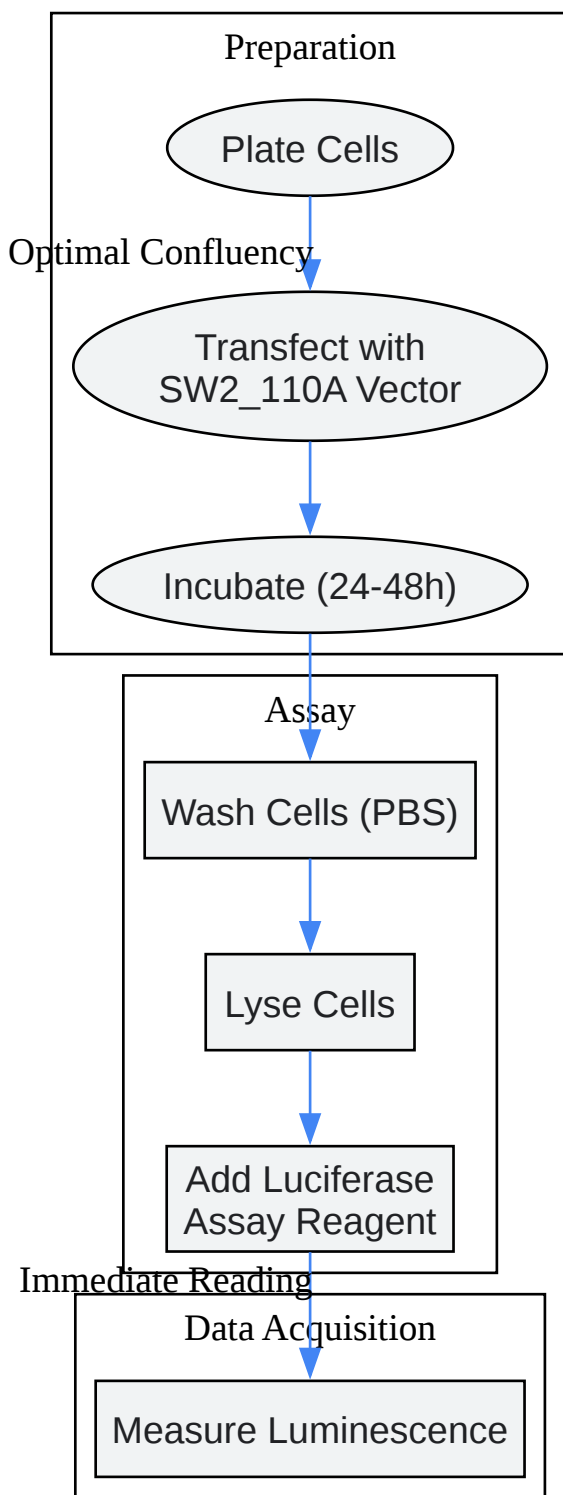 Preparation
Plate Cells
Optimal Confluency
Transfect with
SW2_110A Vector
Incubate (24-48h)
Assay
Wash Cells (PBS)
Lyse Cells
Add Luciferase
Assay Reagent
Immediate Reading
Data Acquisition
Measure Luminescence